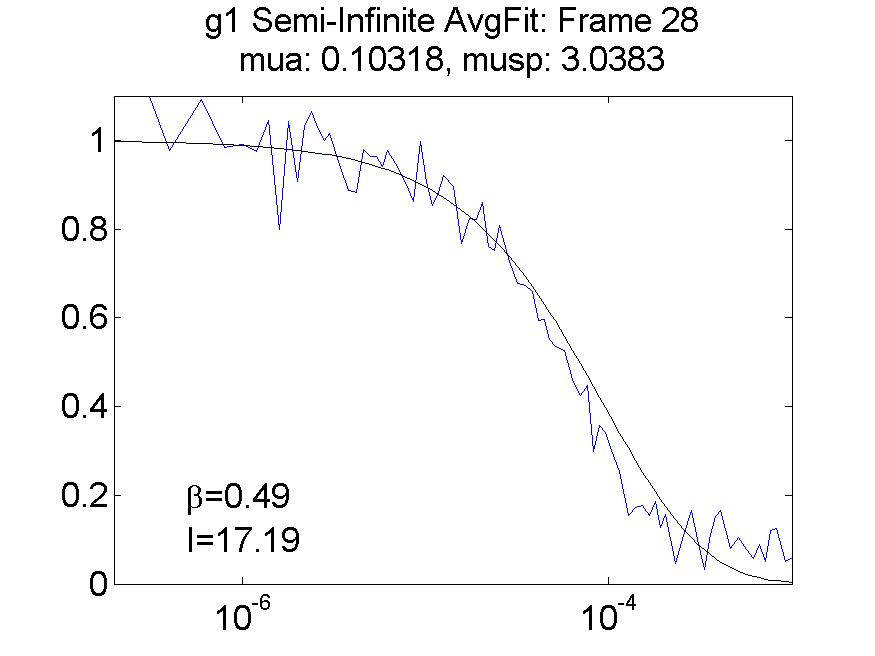 g1 Semi-Infinite AvgFit: Frame 28
mua: 0.10318, musp: 3.0383
1
0.8
0.6
0.4
0.2
0
β=0.49
I=17.19
10^-6
10^-4